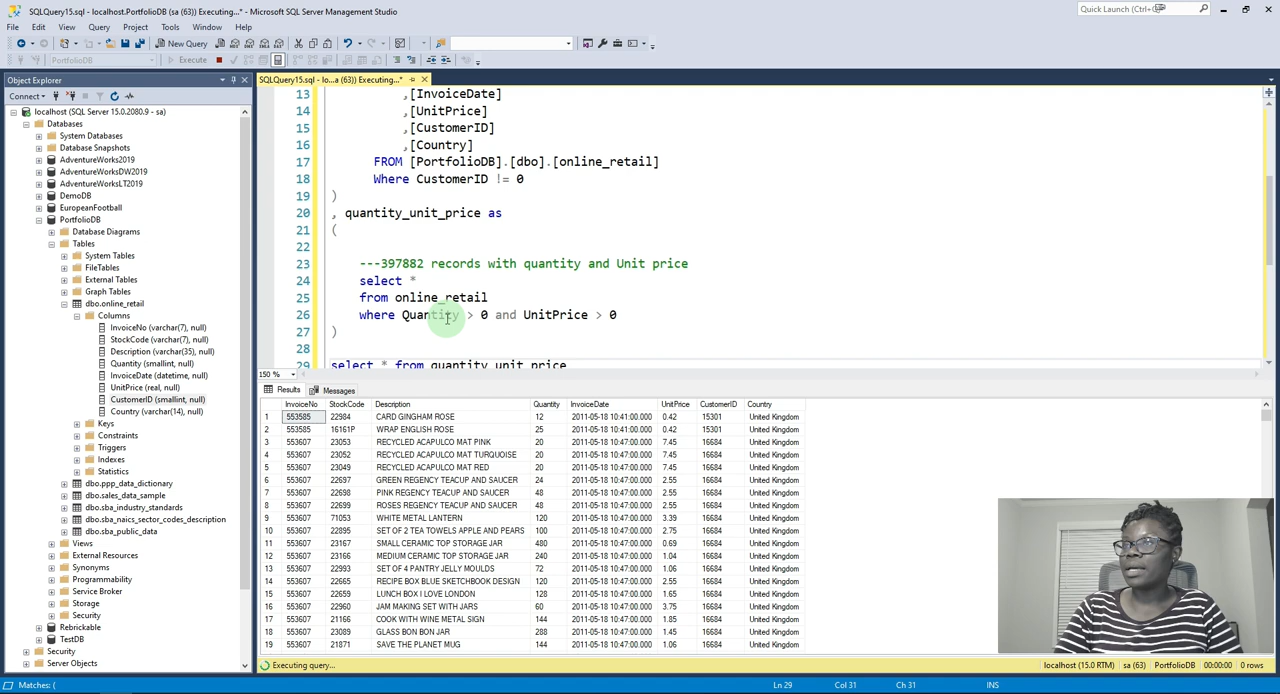 SQLQuery15.sql - localhost.PortfolioDB (sa (63)) Executing...* - Microsoft SQL Server Management Studio
Quick Launch (Ctrl+Q)
File Edit View Query Project Tools Window Help
New Query
PortfolioDB Execute
Object Explorer
SQLQuery15.sql - lo...a (63)) Executing...*
Connect
localhost (SQL Server 15.0.2080.9 - sa)
Databases
System Databases
Database Snapshots
AdventureWorks2019
AdventureWorksDW2019
AdventureWorksLT2019
DemoDB
EuropeanFootball
PortfolioDB
Database Diagrams
Tables
System Tables
FileTables
External Tables
Graph Tables
dbo.online_retail
Columns
InvoiceNo (varchar(7), null)
StockCode (varchar(7), null)
Description (varchar(35), null)
Quantity (smallint, null)
InvoiceDate (datetime, null)
UnitPrice (real, null)
CustomerID (smallint, null)
Country (varchar(14), null)
Keys
Constraints
Triggers
Indexes
Statistics
dbo.ppp_data_dictionary
dbo.sales_data_sample
dbo.sba_industry_standards
dbo.sba_naics_sector_codes_description
dbo.sba_public_data
Views
External Resources
Synonyms
Programmability
Service Broker
Storage
Security
Rebrickable
TestDB
Security
Server Objects
13 ,[InvoiceDate]
14 ,[UnitPrice]
15 ,[CustomerID]
16 ,[Country]
17 FROM [PortfolioDB].[dbo].[online_retail]
18 Where CustomerID != 0
19 )
20 , quantity_unit_price as
21 (
22
23 ---397882 records with quantity and Unit price
24 select *
25 from online_retail
26 where Quantity > 0 and UnitPrice > 0
27 )
28
29 select * from quantity_unit_price
150 %
Results Messages
InvoiceNo StockCode Description Quantity InvoiceDate UnitPrice CustomerID Country
1 553585 22984 CARD GINGHAM ROSE 12 2011-05-18 10:41:00.000 0.42 15301 United Kingdom
2 553585 16161P WRAP ENGLISH ROSE 25 2011-05-18 10:41:00.000 0.42 15301 United Kingdom
3 553607 23053 RECYCLED ACAPULCO MAT PINK 20 2011-05-18 10:47:00.000 7.45 16684 United Kingdom
4 553607 23052 RECYCLED ACAPULCO MAT TURQUOISE 20 2011-05-18 10:47:00.000 7.45 16684 United Kingdom
5 553607 23049 RECYCLED ACAPULCO MAT RED 20 2011-05-18 10:47:00.000 7.45 16684 United Kingdom
6 553607 22697 GREEN REGENCY TEACUP AND SAUCER 24 2011-05-18 10:47:00.000 2.55 16684 United Kingdom
7 553607 22698 PINK REGENCY TEACUP AND SAUCER 48 2011-05-18 10:47:00.000 2.55 16684 United Kingdom
8 553607 22699 ROSES REGENCY TEACUP AND SAUCER 48 2011-05-18 10:47:00.000 2.55 16684 United Kingdom
9 553607 71053 WHITE METAL LANTERN 120 2011-05-18 10:47:00.000 3.39 16684 United Kingdom
10 553607 22895 SET OF 2 TEA TOWELS APPLE AND PEARS 100 2011-05-18 10:47:00.000 2.75 16684 United Kingdom
11 553607 23167 SMALL CERAMIC TOP STORAGE JAR 480 2011-05-18 10:47:00.000 0.69 16684 United Kingdom
12 553607 23166 MEDIUM CERAMIC TOP STORAGE JAR 240 2011-05-18 10:47:00.000 1.04 16684 United Kingdom
13 553607 22993 SET OF 4 PANTRY JELLY MOULDS 72 2011-05-18 10:47:00.000 1.06 16684 United Kingdom
14 553607 22665 RECIPE BOX BLUE SKETCHBOOK DESIGN 120 2011-05-18 10:47:00.000 2.55 16684 United Kingdom
15 553607 22659 LUNCH BOX I LOVE LONDON 128 2011-05-18 10:47:00.000 1.65 16684 United Kingdom
16 553607 22960 JAM MAKING SET WITH JARS 60 2011-05-18 10:47:00.000 3.75 16684 United Kingdom
17 553607 21166 COOK WITH WINE METAL SIGN 144 2011-05-18 10:47:00.000 1.85 16684 United Kingdom
18 553607 23089 GLASS BON BON JAR 288 2011-05-18 10:47:00.000 1.45 16684 United Kingdom
19 553607 21871 SAVE THE PLANET MUG 144 2011-05-18 10:47:00.000 1.06 16684 United Kingdom
Executing query... localhost (15.0 RTM) sa (63) PortfolioDB 00:00:00 0 rows
Matches: ( Ln 29 Col 31 Ch 31 INS